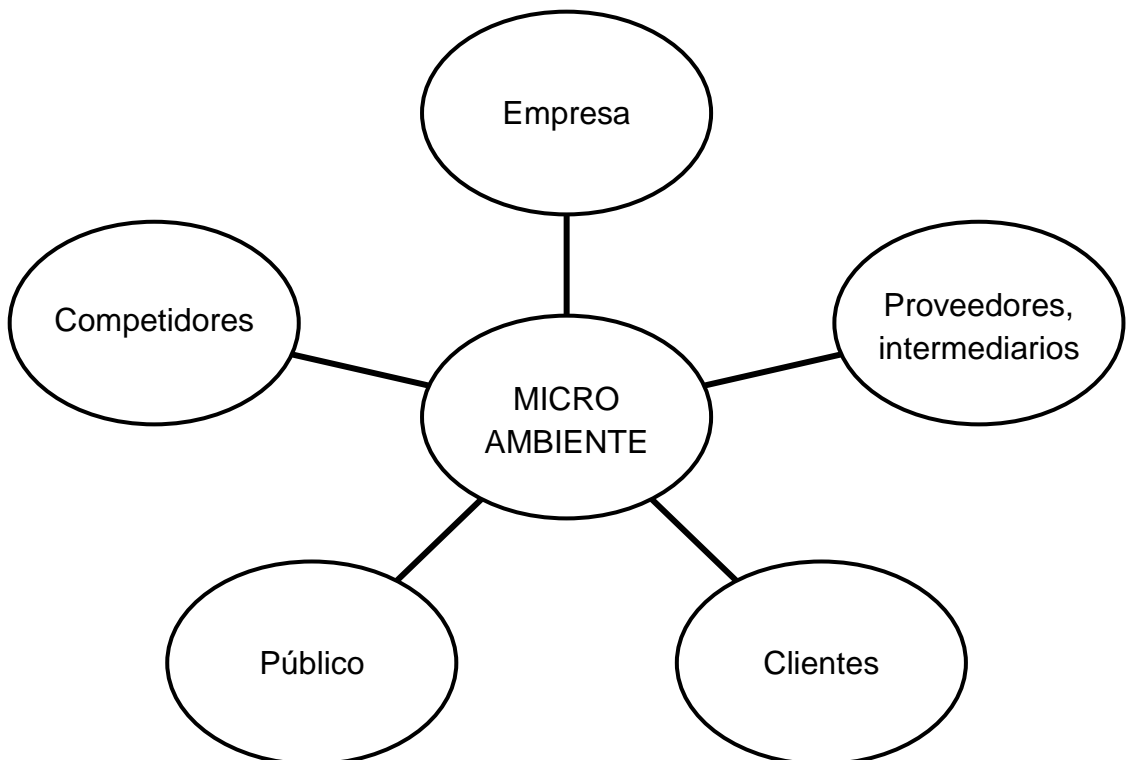 Empresa
Competidores
Proveedores,
intermediarios
MICRO
AMBIENTE
Público
Clientes